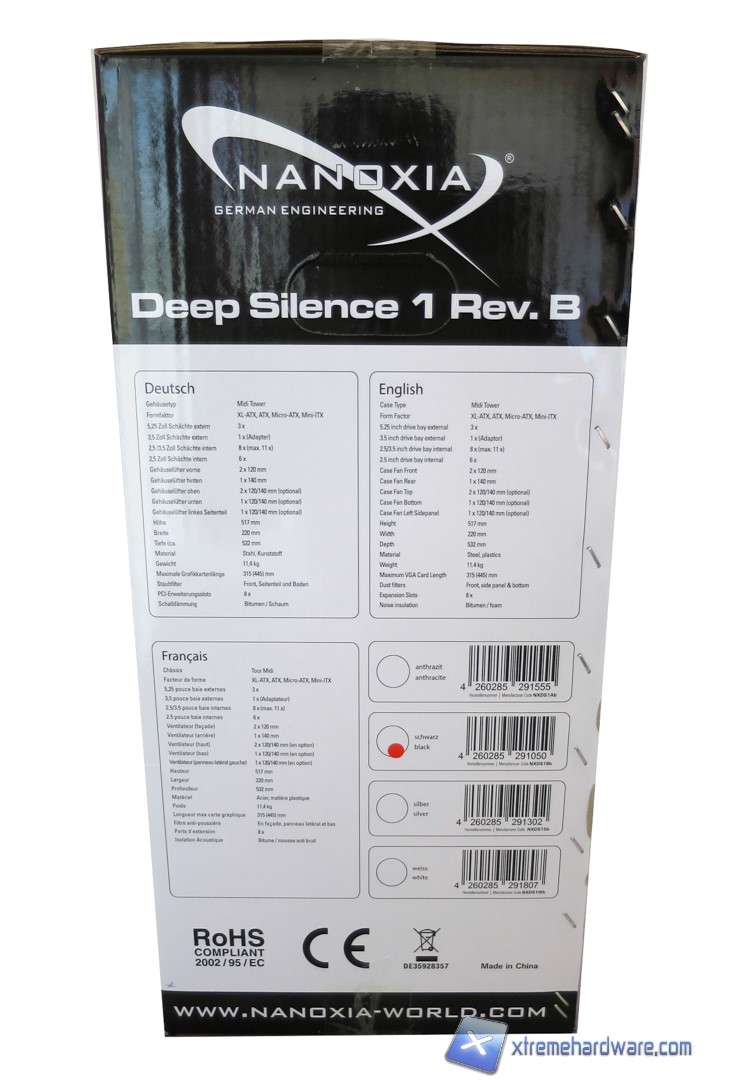 NANOXIA®
GERMAN ENGINEERING
Deep Silence 1 Rev. B
Deutsch
Gehäusetyp Midi Tower
Formfaktor XL-ATX, ATX, Micro-ATX, Mini-ITX
5,25 Zoll Schächte extern 3 x
3,5 Zoll Schächte extern 1 x (Adapter)
2,5 /3,5 Zoll Schächte intern 8 x (max. 11 x)
2,5 Zoll Schächte intern 6 x
Gehäuselüfter vorne 2 x 120 mm
Gehäuselüfter hinten 1 x 140 mm
Gehäuselüfter oben 2 x 120/140 mm (optional)
Gehäuselüfter unten 1 x 120/140 mm (optional)
Gehäuselüfter linkes Seitenteil 1 x 120/140 mm (optional)
Höhe 517 mm
Breite 220 mm
Tiefe (ca. 532 mm
Material Stahl, Kunststoff
Gewicht 11,4 kg
Maximale Grafikkartenlänge 315 (445) mm
Staubfilter Front, Seitenteil und Boden
PCI-Erweiterungsslots 8 x
Schalldämmung Bitumen / Schaum
English
Case Type Midi Tower
Form Factor XL-ATX, ATX, Micro-ATX, Mini-ITX
5.25 inch drive bay external 3 x
3.5 inch drive bay external 1 x (Adaptor)
2.5/3.5 inch drive bay internal 8 x (max. 11 x)
2.5 inch drive bay internal 6 x
Case Fan Front 2 x 120 mm
Case Fan Rear 1 x 140 mm
Case Fan Top 2 x 120/140 mm (optional)
Case Fan Bottom 1 x 120/140 mm (optional)
Case Fan Left Sidepanel 1 x 120/140 mm (optional)
Height 517 mm
Width 220 mm
Depth 532 mm
Material Steel, plastics
Weight 11.4 kg
Maximum VGA Card Length 315 (445) mm
Dust filters Front, side panel & bottom
Expansion Slots 8 x
Noise insulation Bitumen / foam
Français
Châssis Tour Midi
Facteur de forme XL-ATX, ATX, Micro-ATX, Mini-ITX
5,25 pouce baie externes 3 x
3,5 pouce baie externes 1 x (Adaptateur)
2.5/3.5 pouce baie internes 8 x (max. 11 x)
2.5 pouce baie internes 6 x
Ventilateur (façade) 2 x 120 mm
Ventilateur (arrière) 1 x 140 mm
Ventilateur (haut) 2 x 120/140 mm (en option)
Ventilateur (bas) 1 x 120/140 mm (en option)
Ventilateur (panneau latéral gauche) 1 x 120/140 mm (en option)
Hauteur 517 mm
Largeur 220 mm
Profondeur 532 mm
Matériel Acier, matière plastique
Poids 11,4 kg
Longueur max carte graphique 315 (445) mm
Filtre anti-poussière En façade, panneau latéral et bas
Ports d'extension 8 x
Isolation Acoustique Bitume / mousse anti bruit
anthrazit
anthracite
4 260285 291555
Herstellernummer | Manufacturer Code NXDS1Ab
schwarz
black
4 260285 291050
Herstellernummer | Manufacturer Code NXDS1Bb
silber
silver
4 260285 291302
Herstellernummer | Manufacturer Code NXDS1Sb
weiss
white
4 260285 291807
Herstellernummer | Manufacturer Code NXDS1Wb
RoHS
COMPLIANT
2002 / 95 / EC
CE
DE35928357
Made in China
WWW.NANOXIA-WORLD.COM
xtremehardware.com